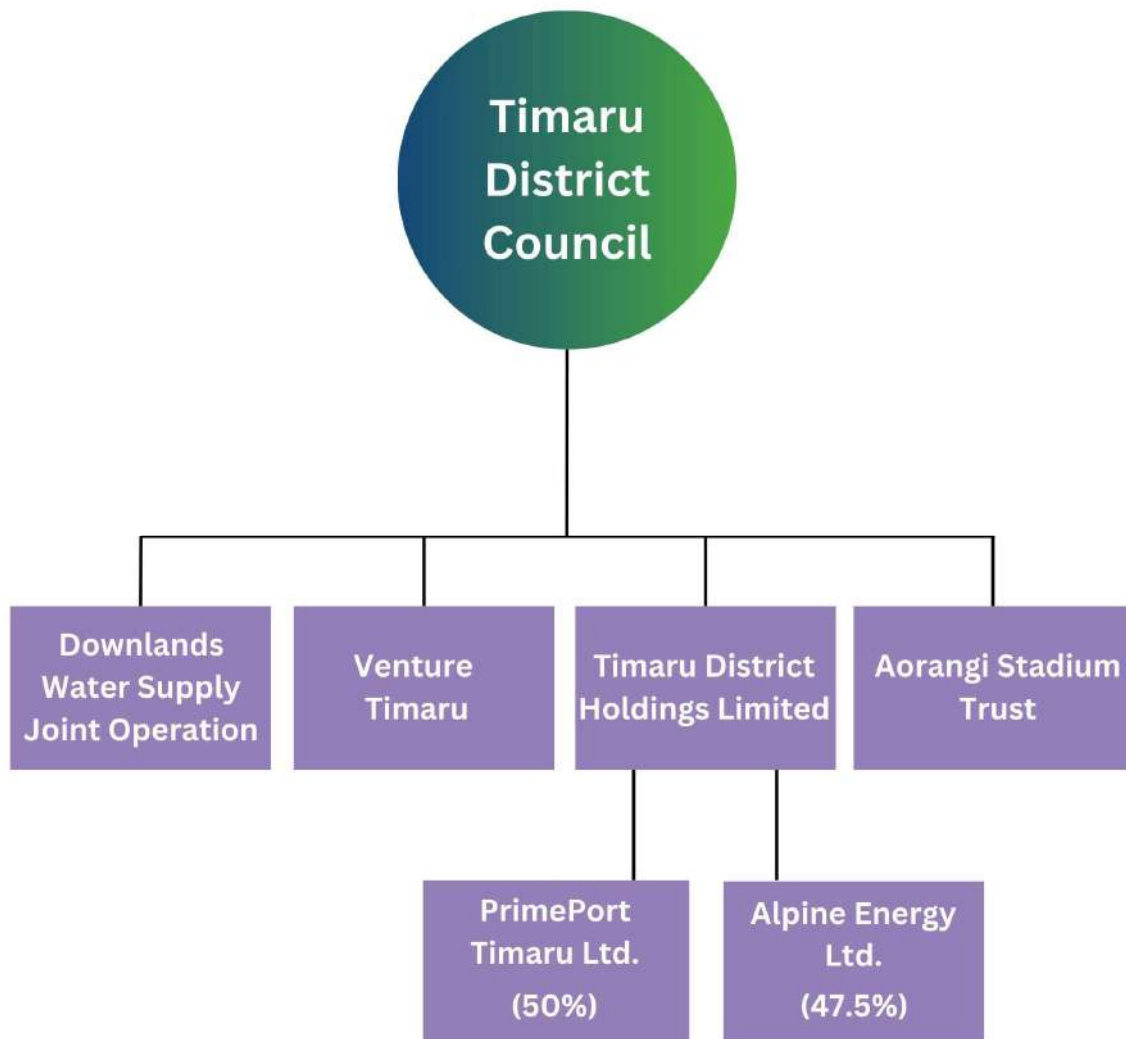 Timaru
District
Council
Downlands
Water Supply
Joint Operation
Venture
Timaru
Timaru District
Holdings Limited
Aorangi Stadium
Trust
PrimePort
Timaru Ltd.
(50%)
Alpine Energy
Ltd.
(47.5%)